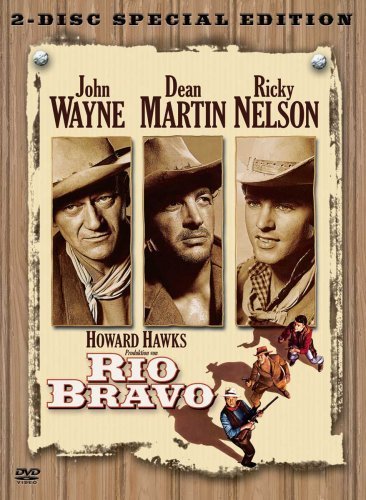 2-DISC SPECIAL EDITION
John Dean Ricky
WAYNE MARTIN NELSON
HOWARD HAWKS
Produktion von
RIO
BRAVO
DVD
VIDEO